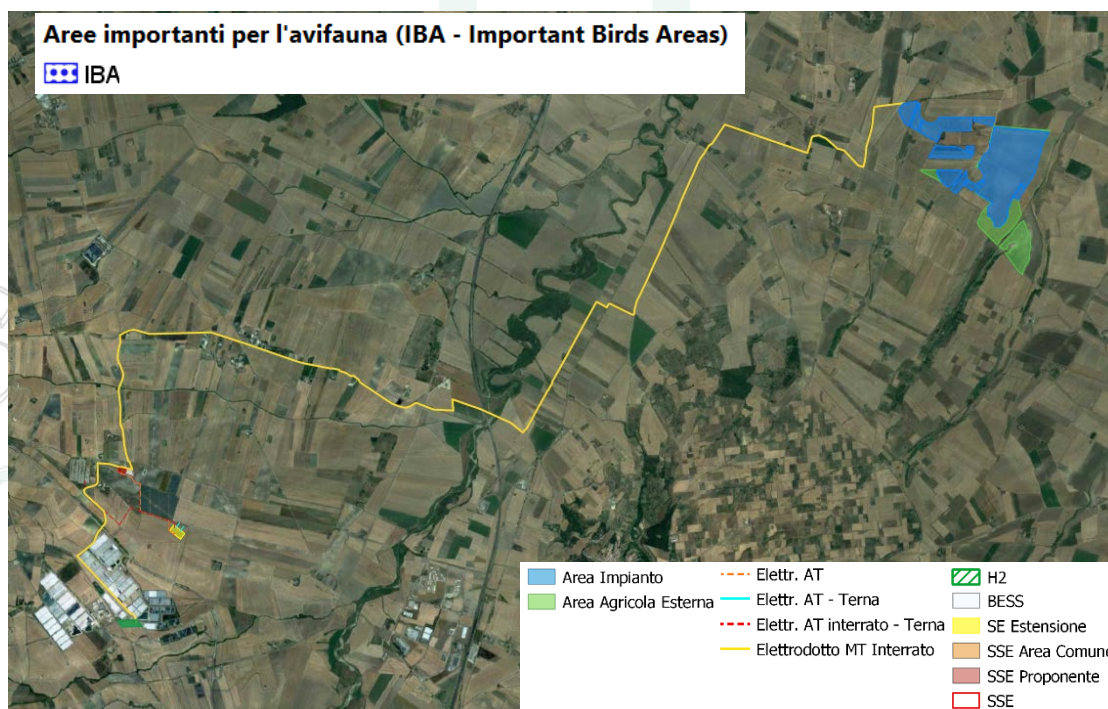 Aree importanti per l'avifauna (IBA - Important Birds Areas)
IBA
Area Impianto
Area Agricola Esterna
Elettr. AT
Elettr. AT - Terna
Elettr. AT interrato - Terna
Elettrodotto MT Interrato
H2
BESS
SE Estensione
SSE Area Comune
SSE Proponente
SSE